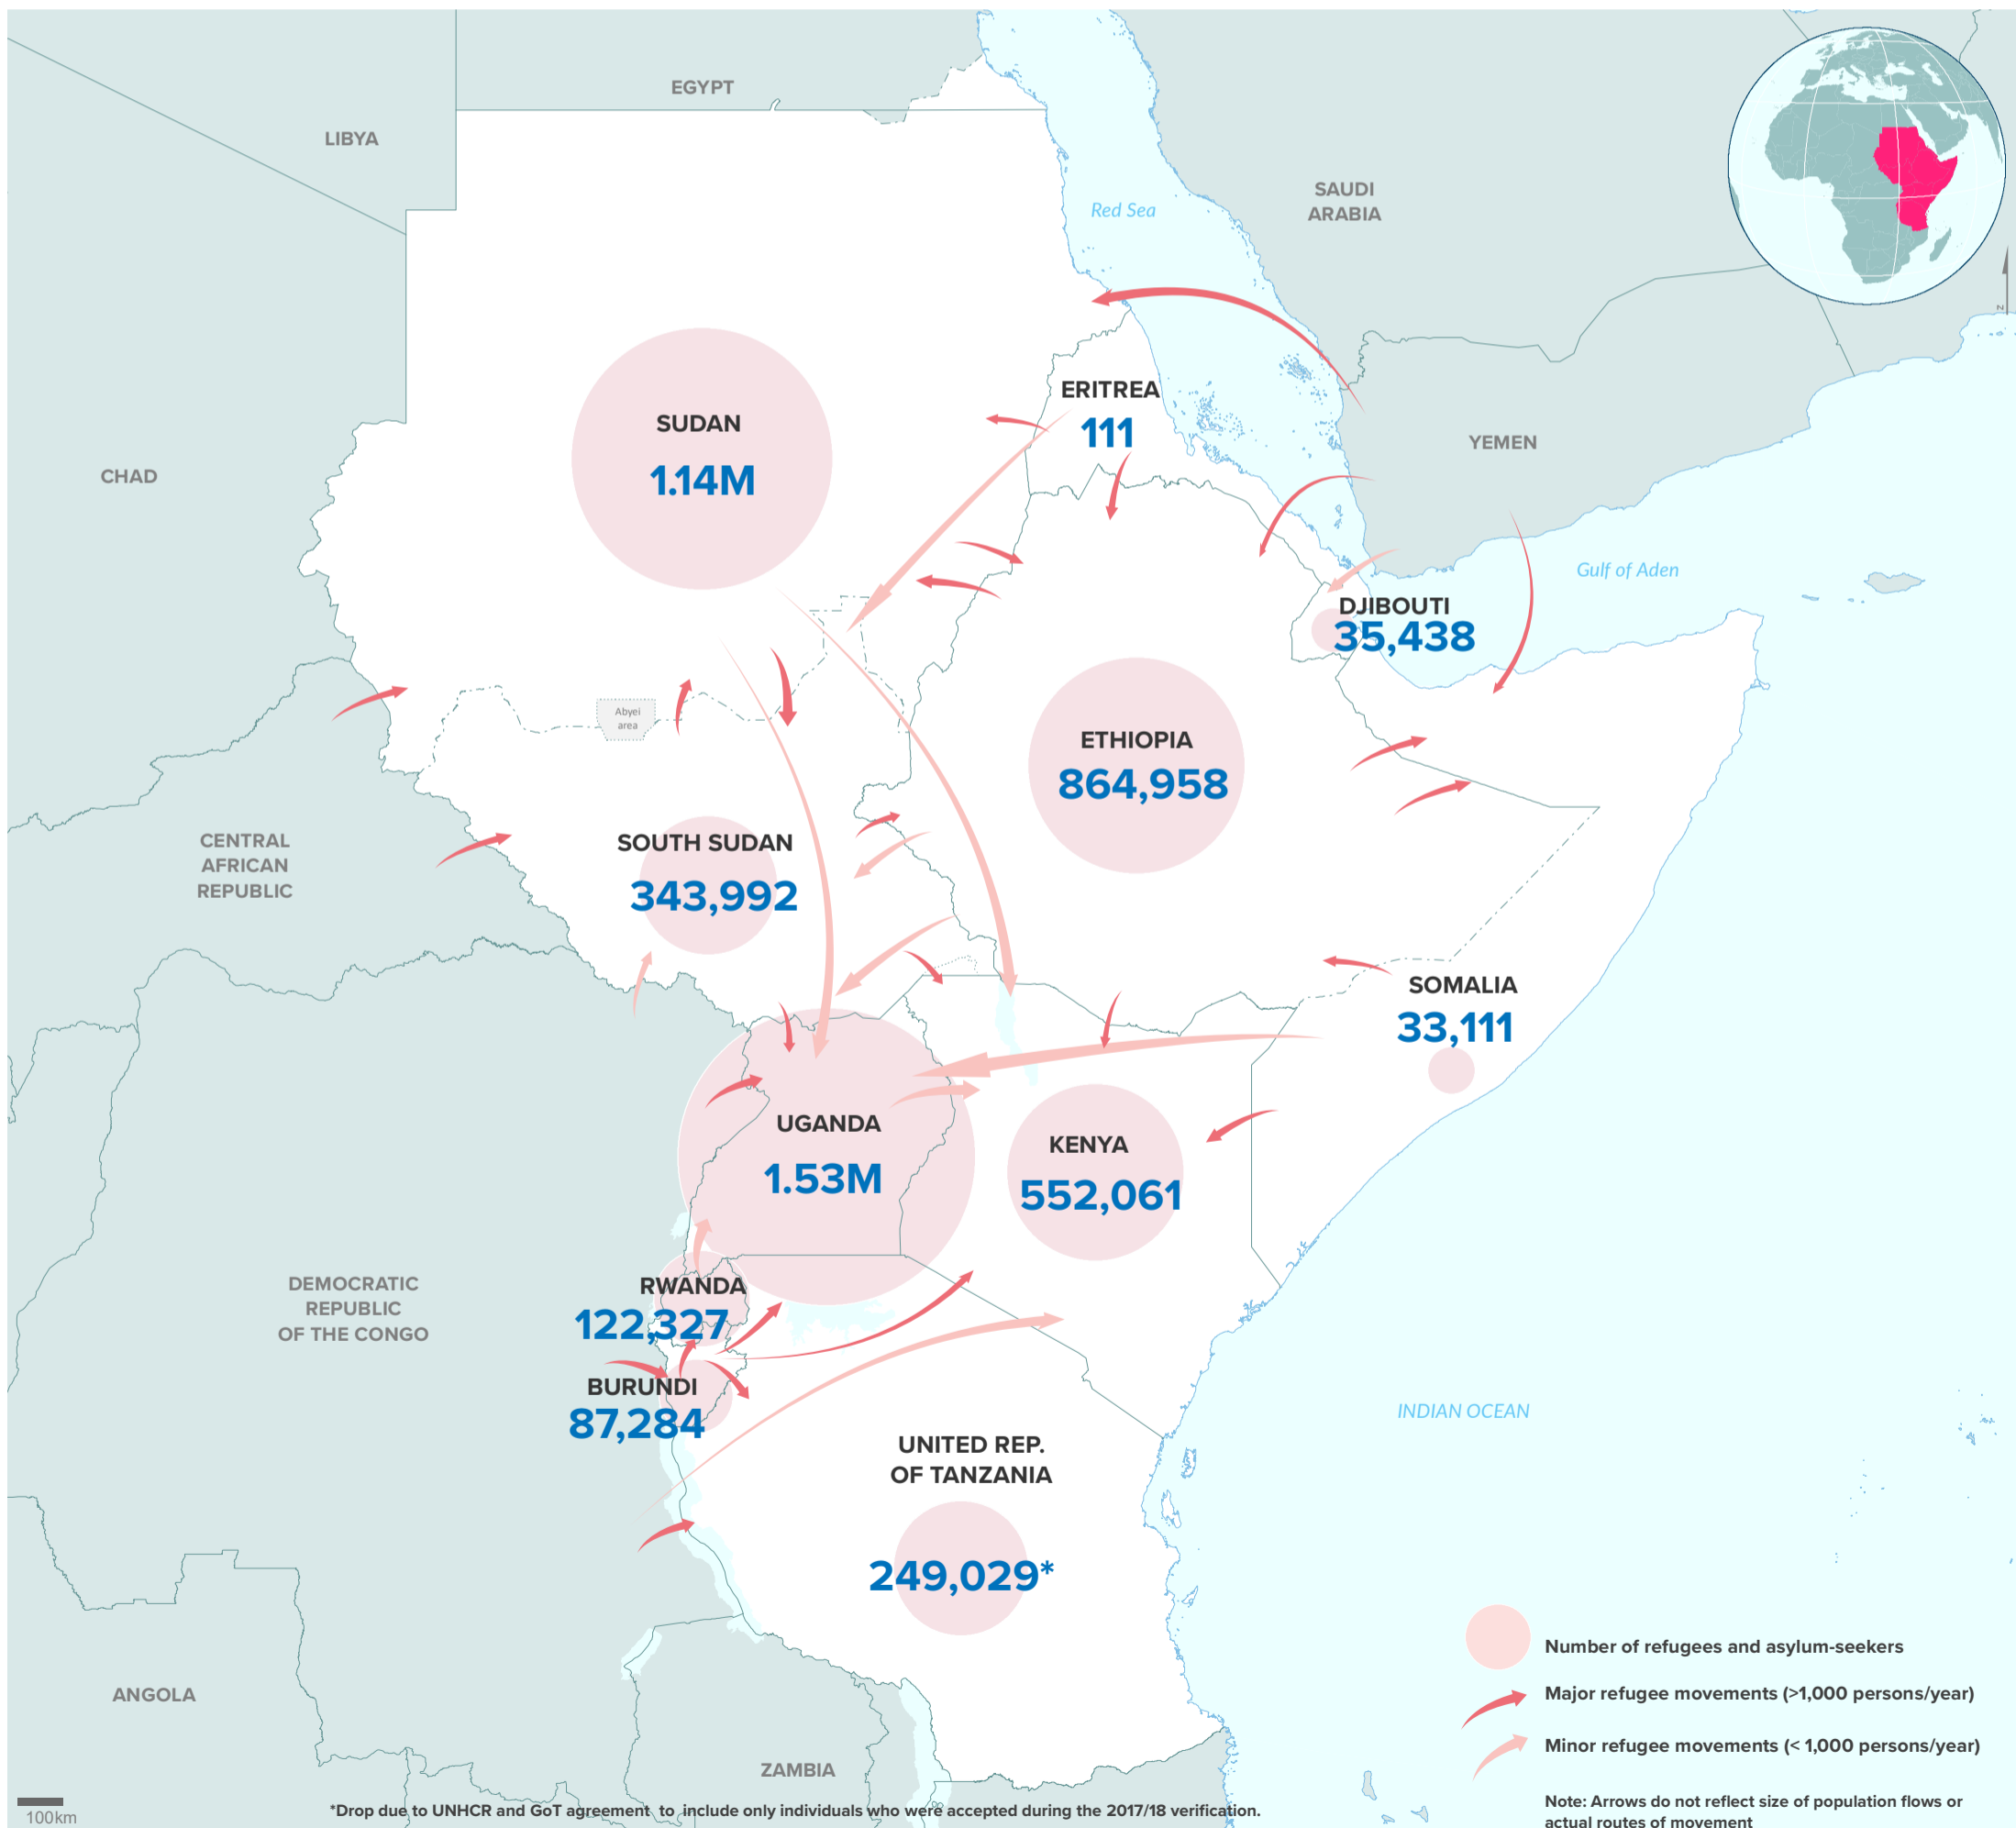 EGYPT
LIBYA
SAUDI
ARABIA
Red Sea
N
ERITREA
111
SUDAN
1.14M
YEMEN
CHAD
Gulf of Aden
DJIBOUTI
35,438
Abyei
area
ETHIOPIA
864,958
CENTRAL
AFRICAN
REPUBLIC
SOUTH SUDAN
343,992
SOMALIA
33,111
UGANDA
1.53M
KENYA
552,061
DEMOCRATIC
REPUBLIC
OF THE CONGO
RWANDA
122,327
BURUNDI
87,284
INDIAN OCEAN
UNITED REP.
OF TANZANIA
249,029*
ANGOLA
ZAMBIA
Number of refugees and asylum-seekers
Major refugee movements (>1,000 persons/year)
Minor refugee movements (< 1,000 persons/year)
Note: Arrows do not reflect size of population flows or
actual routes of movement
100km
*Drop due to UNHCR and GoT agreement to include only individuals who were accepted during the 2017/18 verification.